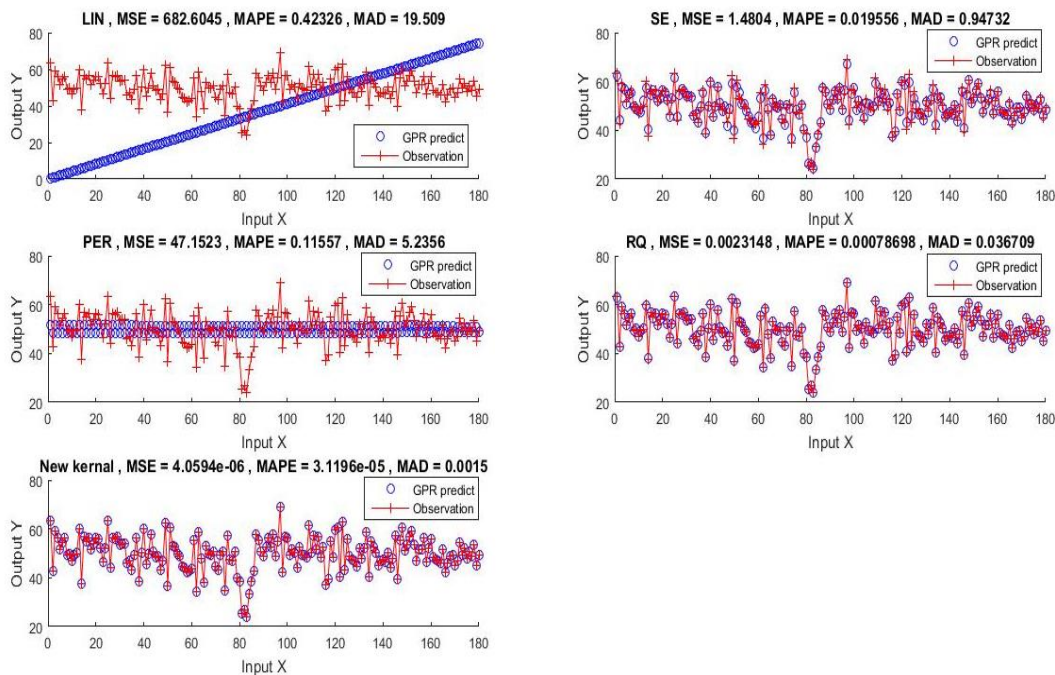 LIN , MSE = 682.6045 , MAPE = 0.42326 , MAD = 19.509
Output Y
80
60
40
20
0
GPR predict
Observation
0 20 40 60 80 100 120 140 160 180
Input X
SE , MSE = 1.4804 , MAPE = 0.019556 , MAD = 0.94732
Output Y
80
60
40
20
GPR predict
Observation
0 20 40 60 80 100 120 140 160 180
Input X
PER , MSE = 47.1523 , MAPE = 0.11557 , MAD = 5.2356
Output Y
80
60
40
20
GPR predict
Observation
0 20 40 60 80 100 120 140 160 180
Input X
RQ , MSE = 0.0023148 , MAPE = 0.00078698 , MAD = 0.036709
Output Y
80
60
40
20
GPR predict
Observation
0 20 40 60 80 100 120 140 160 180
Input X
New kernal , MSE = 4.0594e-06 , MAPE = 3.1196e-05 , MAD = 0.0015
Output Y
80
60
40
20
GPR predict
Observation
0 20 40 60 80 100 120 140 160 180
Input X